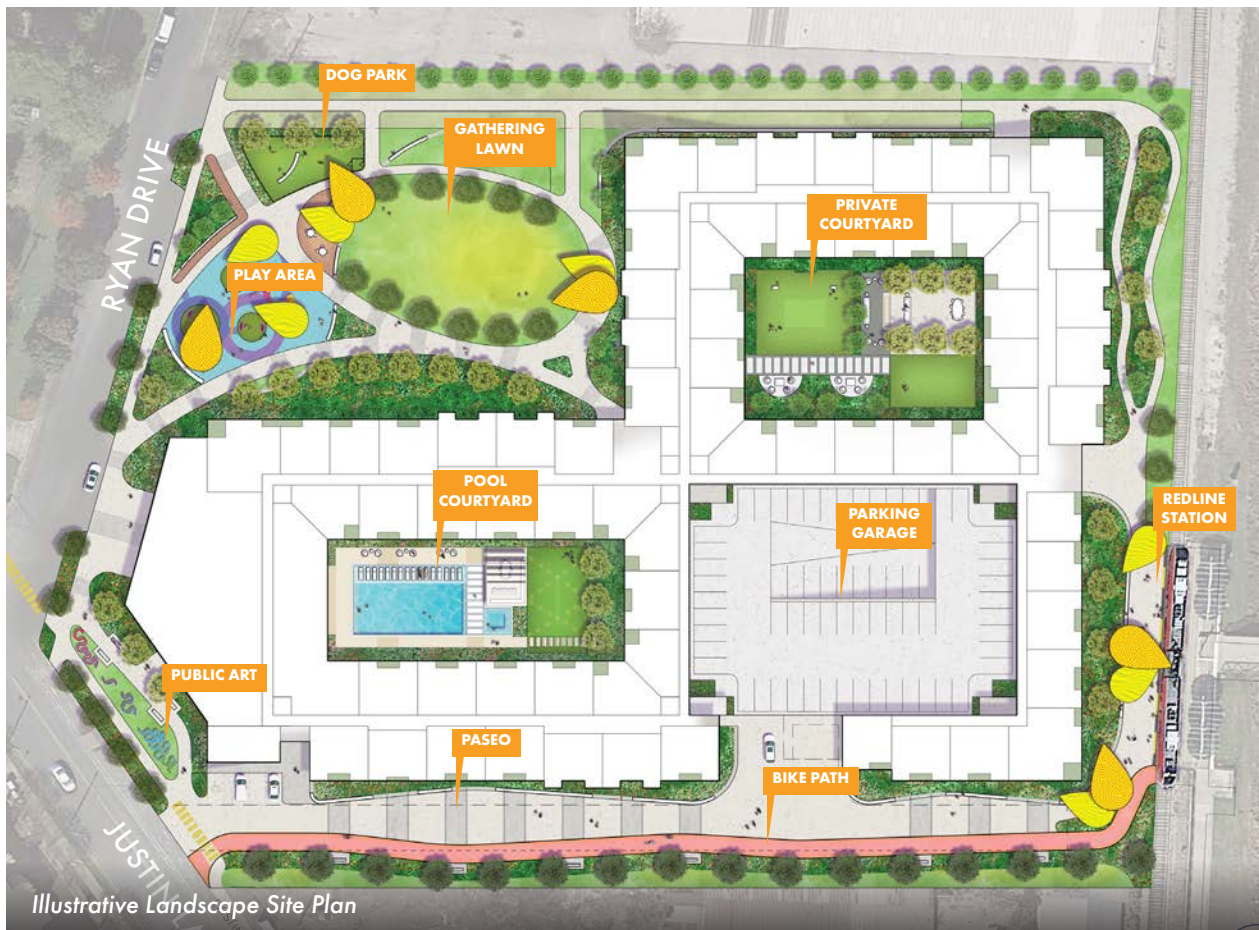 DOG PARK
GATHERING
LAWN
RYAN DRIVE
PRIVATE
COURTYARD
PLAY AREA
POOL
COURTYARD
PARKING
GARAGE
REDLINE
STATION
PUBLIC ART
PASEO
BIKE PATH
JUSTIN
Illustrative Landscape Site Plan